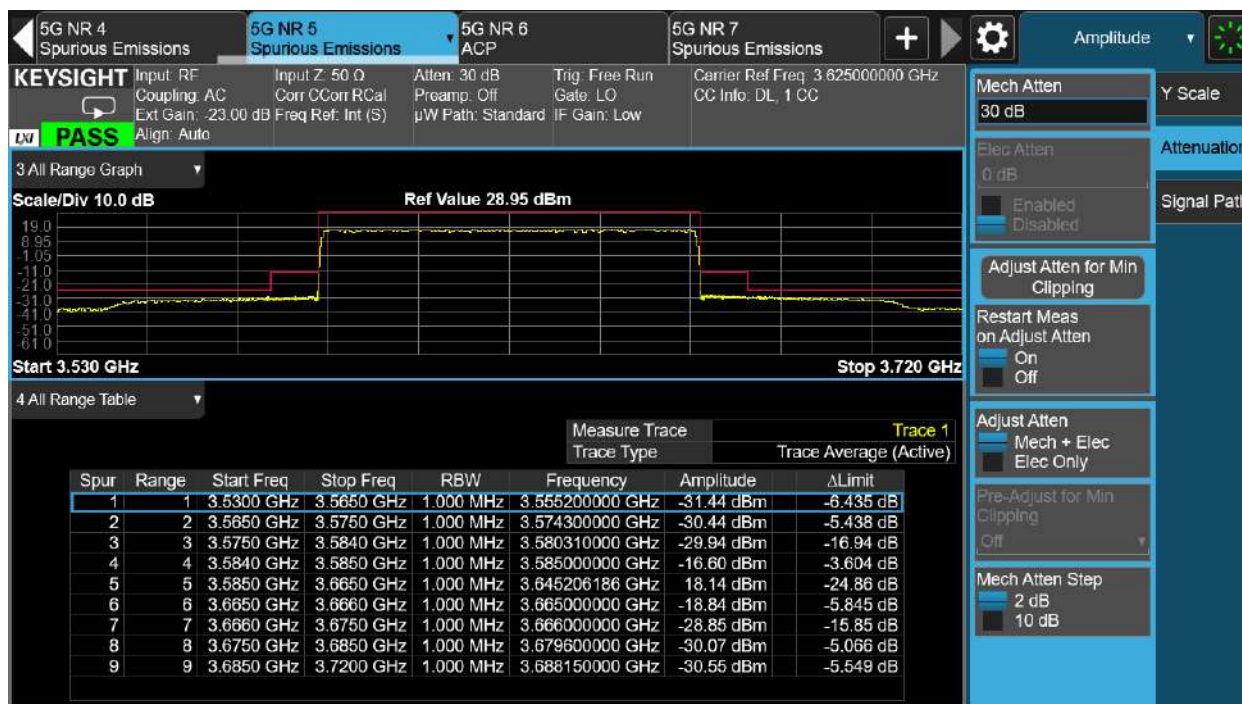 5G NR 4
Spurious Emissions
5G NR 5
Spurious Emissions
5G NR 6
ACP
5G NR 7
Spurious Emissions
+
Amplitude
KEYSIGHT
LXI
PASS
Input: RF
Coupling: AC
Ext Gain: -23.00 dB
Align: Auto
Input Z: 50 Ω
Corr CCorr RCal
Freq Ref: Int (S)
Atten: 30 dB
Preamp: Off
µW Path: Standard
Trig: Free Run
Gate: LO
IF Gain: Low
Carrier Ref Freq: 3.625000000 GHz
CC Info: DL, 1 CC
3 All Range Graph
Scale/Div 10.0 dB
Ref Value 28.95 dBm
19.0
8.95
-1.05
-11.0
-21.0
-31.0
-41.0
-51.0
-61.0
Start 3.530 GHz
Stop 3.720 GHz
4 All Range Table
Measure Trace Trace 1
Trace Type Trace Average (Active)
Spur Range Start Freq Stop Freq RBW Frequency Amplitude ΔLimit
1 1 3.5300 GHz 3.5650 GHz 1.000 MHz 3.555200000 GHz -31.44 dBm -6.435 dB
2 2 3.5650 GHz 3.5750 GHz 1.000 MHz 3.574300000 GHz -30.44 dBm -5.438 dB
3 3 3.5750 GHz 3.5840 GHz 1.000 MHz 3.580310000 GHz -29.94 dBm -16.94 dB
4 4 3.5840 GHz 3.5850 GHz 1.000 MHz 3.585000000 GHz -16.60 dBm -3.604 dB
5 5 3.5850 GHz 3.6650 GHz 1.000 MHz 3.645206186 GHz 18.14 dBm -24.86 dB
6 6 3.6650 GHz 3.6660 GHz 1.000 MHz 3.665000000 GHz -18.84 dBm -5.845 dB
7 7 3.6660 GHz 3.6750 GHz 1.000 MHz 3.666000000 GHz -28.85 dBm -15.85 dB
8 8 3.6750 GHz 3.6850 GHz 1.000 MHz 3.679600000 GHz -30.07 dBm -5.066 dB
9 9 3.6850 GHz 3.7200 GHz 1.000 MHz 3.688150000 GHz -30.55 dBm -5.549 dB
Mech Atten
30 dB
Elec Atten
0 dB
Enabled
Disabled
Adjust Atten for Min
Clipping
Restart Meas
on Adjust Atten
On
Off
Adjust Atten
Mech + Elec
Elec Only
Pre-Adjust for Min
Clipping
Off
Mech Atten Step
2 dB
10 dB
Y Scale
Attenuation
Signal Path